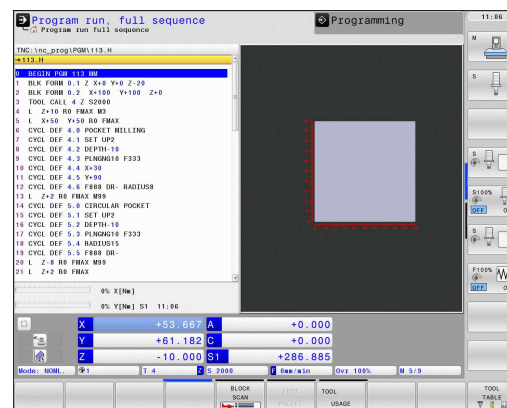 Program run, full sequence
Program run full sequence
Programming
11:06
TNC:\nc_prog\PGM\113.H
→113.H
0 BEGIN PGM 113 MM
1 BLK FORM 0.1 Z X+0 Y+0 Z-20
2 BLK FORM 0.2 X+100 Y+100 Z+0
3 TOOL CALL 4 Z S2000
4 L Z+10 R0 FMAX M3
5 L X+50 Y+50 R0 FMAX
6 CYCL DEF 4.0 POCKET MILLING
7 CYCL DEF 4.1 SET UP2
8 CYCL DEF 4.2 DEPTH-10
9 CYCL DEF 4.3 PLNGNG10 F333
10 CYCL DEF 4.4 X+30
11 CYCL DEF 4.5 Y+90
12 CYCL DEF 4.6 F888 DR- RADIUS8
13 L Z+2 R0 FMAX M99
14 CYCL DEF 5.0 CIRCULAR POCKET
15 CYCL DEF 5.1 SET UP2
16 CYCL DEF 5.2 DEPTH-10
17 CYCL DEF 5.3 PLNGNG10 F333
18 CYCL DEF 5.4 RADIUS15
19 CYCL DEF 5.5 F888 DR-
20 L Z-8 R0 FMAX M99
21 L Z+2 R0 FMAX
0% X[Nm]
0% Y[Nm] S1 11:06
X +53.667 A +0.000
Y +61.182 C +0.000
Z -10.000 S1 +286.885
Mode: NOML. 1 T 4 Z S 2000 F 0mm/min Ovr 100% M 5/9
M
S
S
S100%
OFF
S
F100%
OFF
BLOCK
SCAN
TOOL
USAGE
TOOL
TABLE